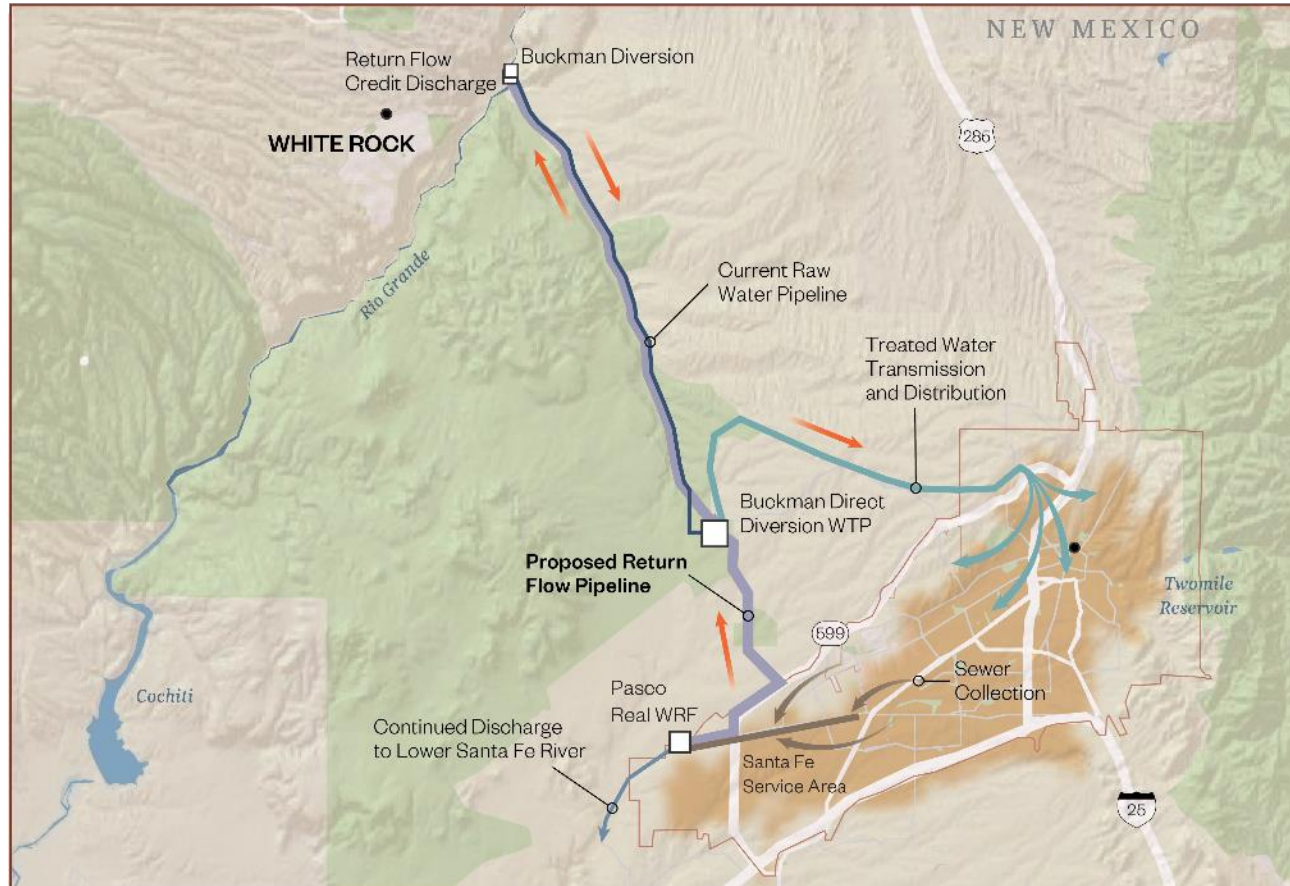 NEW MEXICO
Return Flow
Credit Discharge
Buckman Diversion
WHITE ROCK
285
Rio Grande
Current Raw
Water Pipeline
Treated Water
Transmission
and Distribution
Buckman Direct
Diversion WTP
Proposed Return
Flow Pipeline
Twomile
Reservoir
599
Sewer
Collection
Pasco
Real WRF
Cochiti
Continued Discharge
to Lower Santa Fe River
Santa Fe
Service Area
25